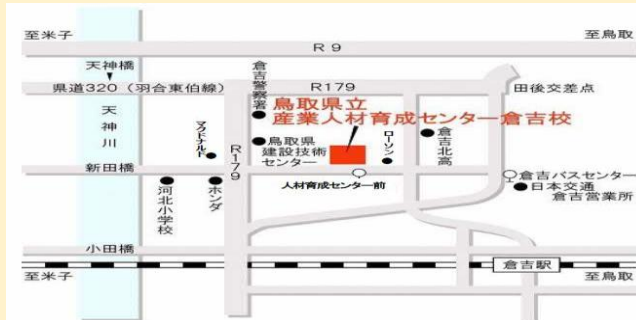 至米子
R9
至鳥取
天神橋
県道320（羽合東伯線）
R179
田後交差点
天神川
倉吉警察署
鳥取県立
産業人材育成センター倉吉校
マクドナルド
R179
鳥取県
建設技術
センター
ローソン
倉吉北高
新田橋
人材育成センター前
倉吉バスセンター
日本交通
倉吉営業所
河北小学校
ホンダ
小田橋
至米子
倉吉駅
至鳥取